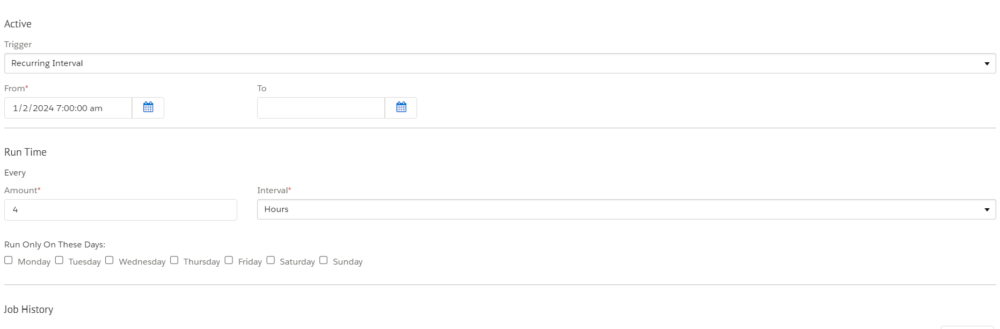 Active
Trigger
Recurring Interval
From* To
1/2/2024 7:00:00 am
Run Time
Every
Amount* Interval*
4 Hours
Run Only On These Days:
Monday Tuesday Wednesday Thursday Friday Saturday Sunday
Job History